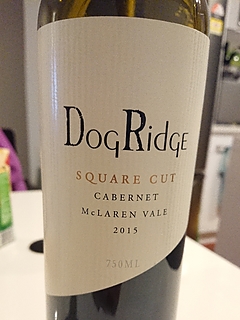 DogRidge
SQUARE CUT
CABERNET
McLAREN VALE
2015
750ML